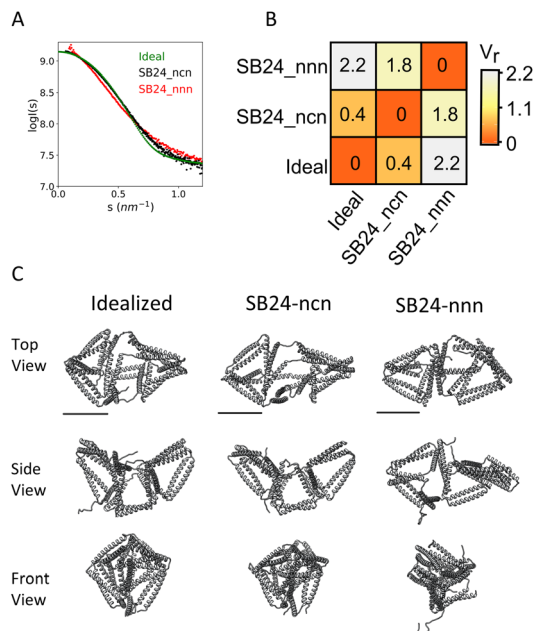 A
9.0
8.5
8.0
7.5
7.0
logI(s)
0.0
0.5
1.0
s (nm⁻¹)
Ideal
SB24_ncn
SB24_nnn
B
SB24_nnn
2.2
1.8
0
SB24_ncn
0.4
0
1.8
Ideal
0
0.4
2.2
Ideal
SB24_ncn
SB24_nnn
Vr
2.2
1.1
0
C
Idealized
SB24-ncn
SB24-nnn
Top
View
Side
View
Front
View